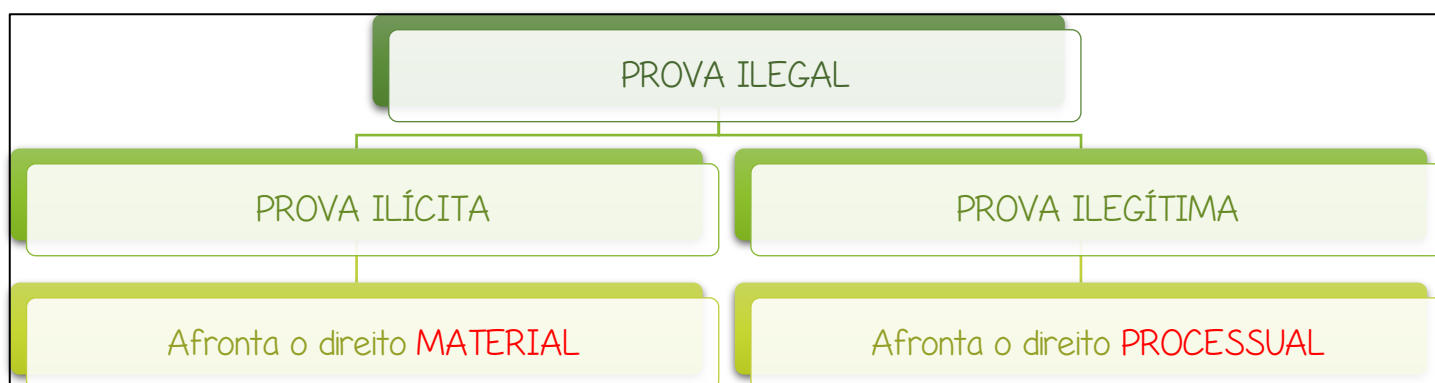 PROVA ILEGAL
PROVA ILÍCITA
PROVA ILEGÍTIMA
Afronta o direito MATERIAL
Afronta o direito PROCESSUAL